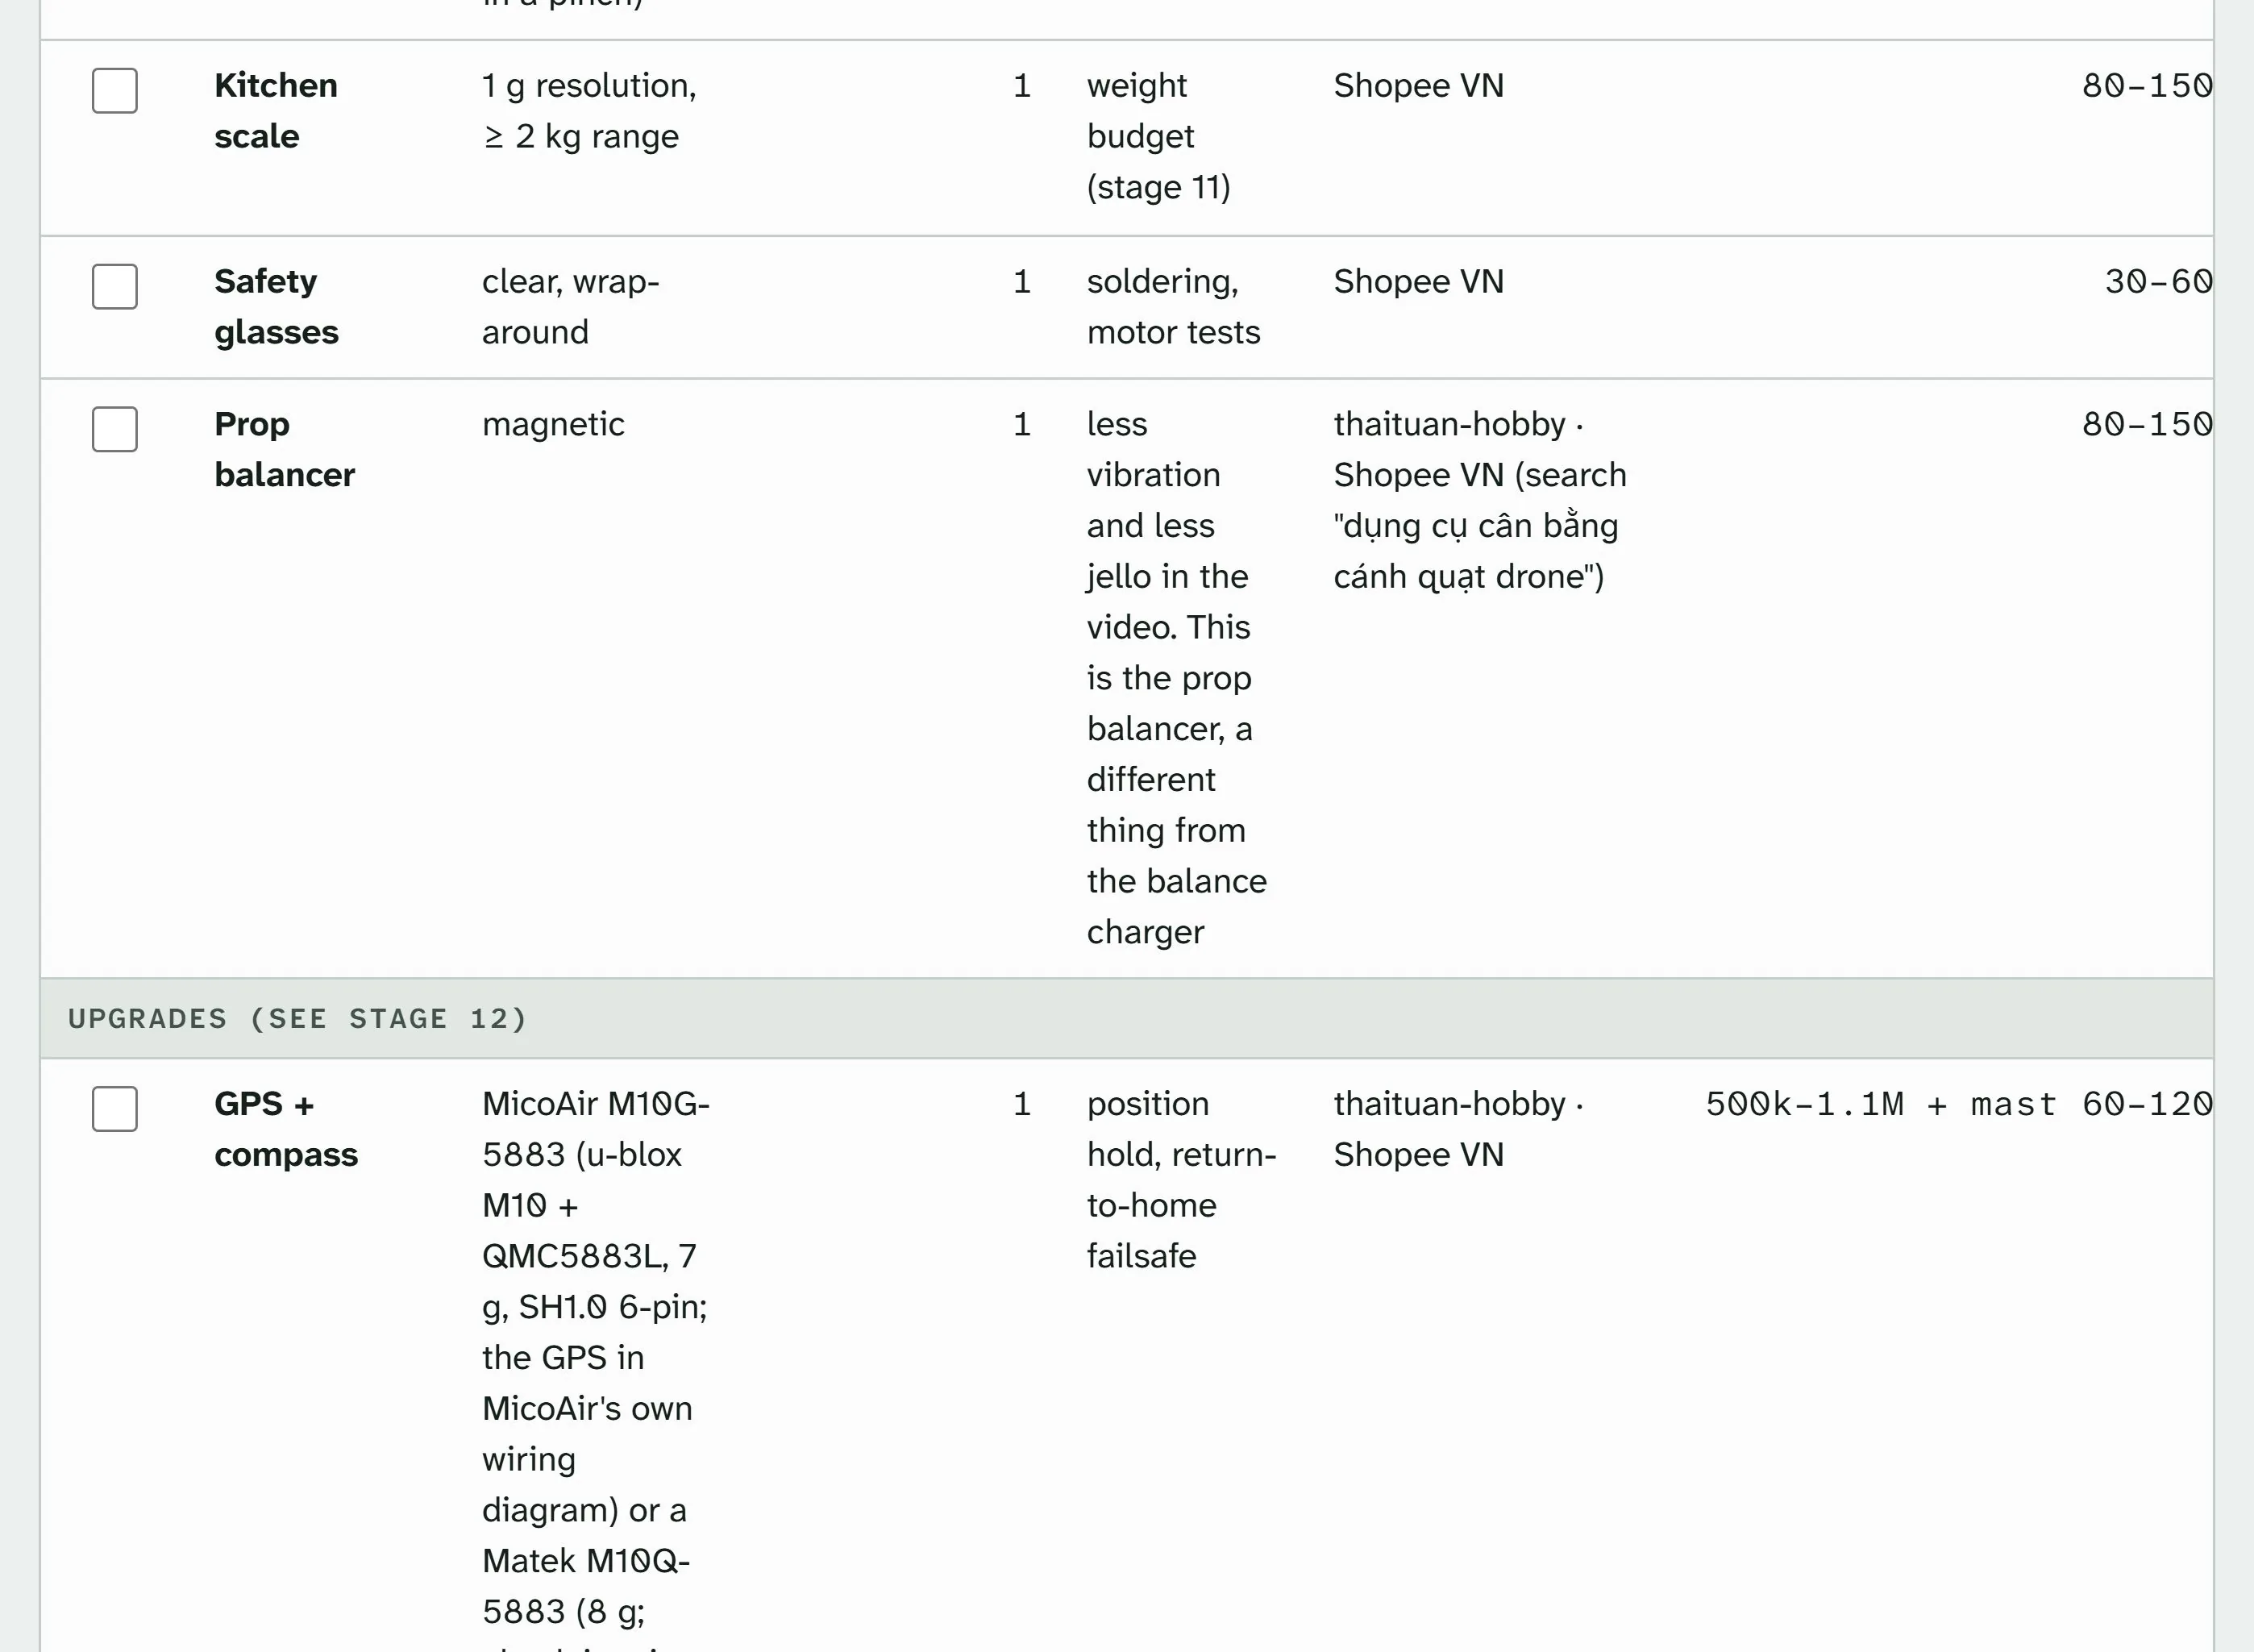 Kitchen scale
1 g resolution, ≥ 2 kg range
1
weight budget (stage 11)
Shopee VN
80–150
Safety glasses
clear, wrap-around
1
soldering, motor tests
Shopee VN
30–60
Prop balancer
magnetic
1
less vibration and less jello in the video. This is the prop balancer, a different thing from the balance charger
thaituan-hobby · Shopee VN (search "dụng cụ cân bằng cánh quạt drone")
80–150
UPGRADES (SEE STAGE 12)
GPS + compass
MicoAir M10G-5883 (u-blox M10 + QMC5883L, 7 g, SH1.0 6-pin; the GPS in MicoAir's own wiring diagram) or a Matek M10Q-5883 (8 g;
1
position hold, return-to-home failsafe
thaituan-hobby · Shopee VN
500k–1.1M + mast 60–120